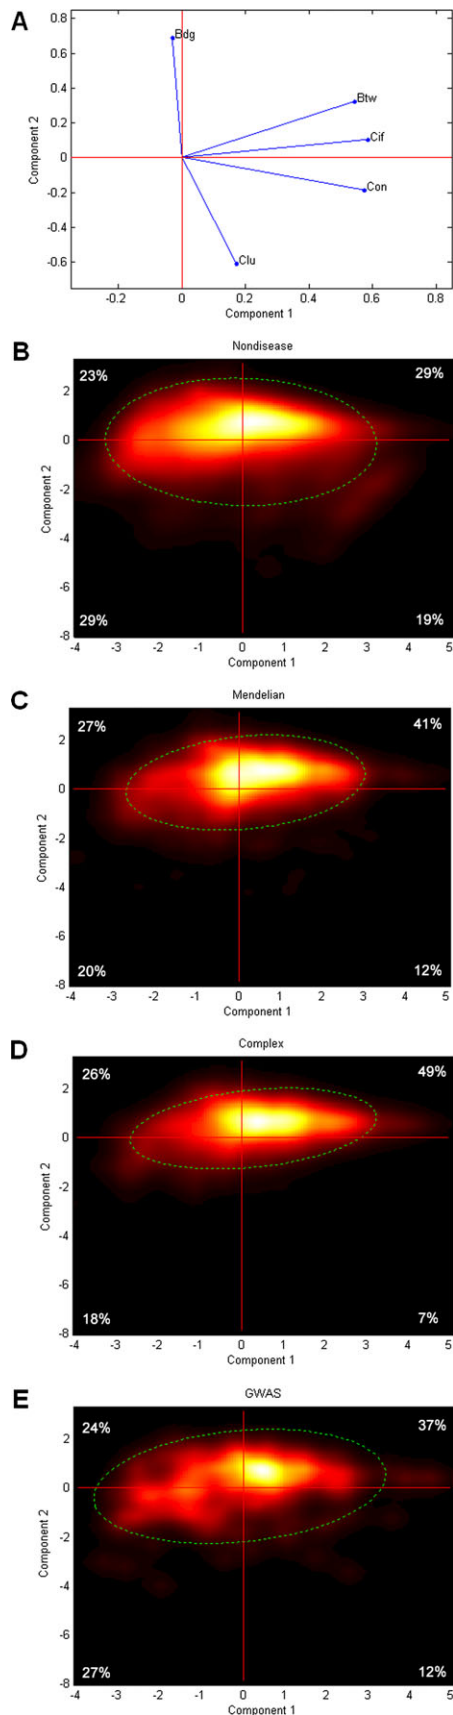 A
0.8
0.6
0.4
0.2
0
-0.2
-0.4
-0.6
Component 2
Bdg
Btw
Cif
Con
Clu
-0.2 0 0.2 0.4 0.6 0.8
Component 1
B
Nondisease
23% 29%
2
0
-2
-4
-6
-8
Component 2
29% 19%
-4 -3 -2 -1 0 1 2 3 4 5
Component 1
C
Mendelian
27% 41%
2
0
-2
-4
-6
-8
Component 2
20% 12%
-4 -3 -2 -1 0 1 2 3 4 5
Component 1
D
Complex
26% 49%
2
0
-2
-4
-6
-8
Component 2
18% 7%
-4 -3 -2 -1 0 1 2 3 4 5
Component 1
E
GWAS
24% 37%
2
0
-2
-4
-6
-8
Component 2
27% 12%
-4 -3 -2 -1 0 1 2 3 4 5
Component 1